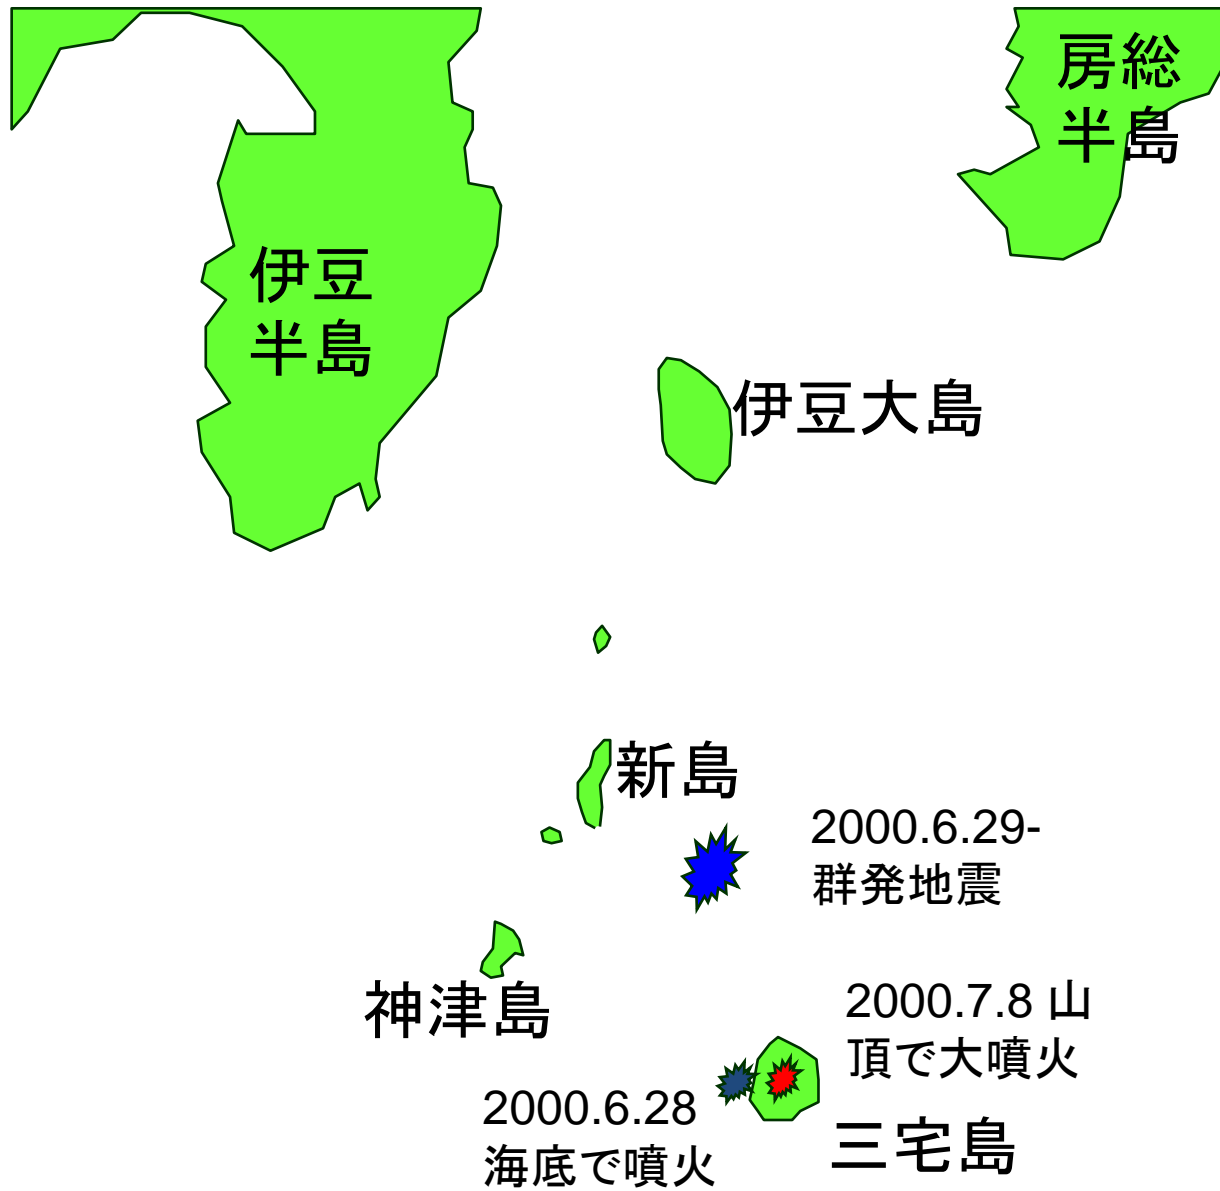 房総
半島
伊豆
半島
伊豆大島
新島
2000.6.29-
群発地震
神津島
2000.7.8 山
頂で大噴火
2000.6.28
海底で噴火
三宅島